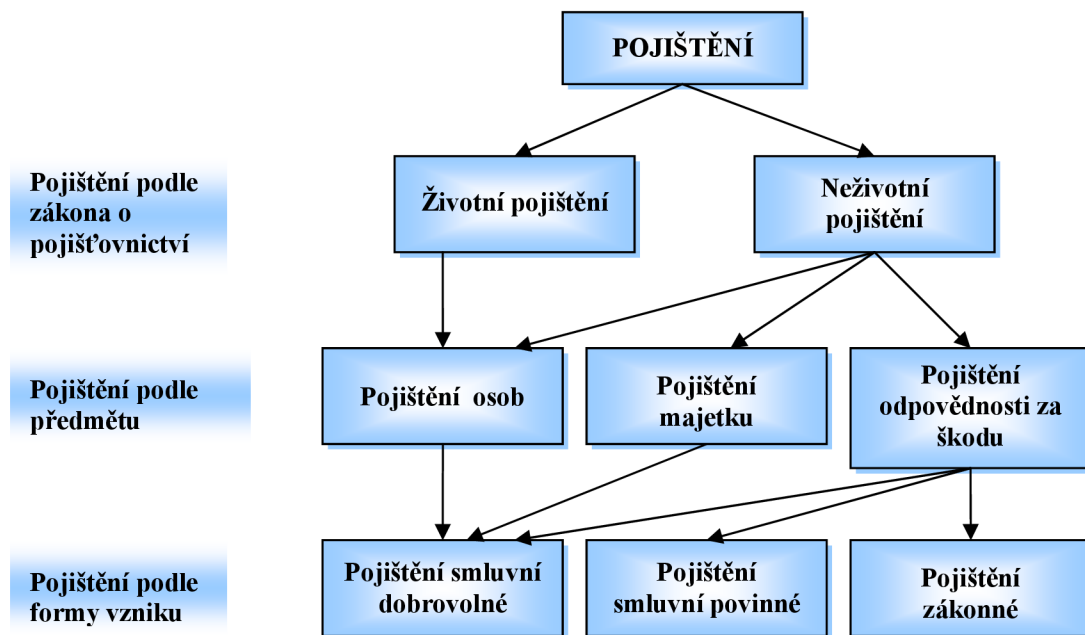 POJIŠTĚNÍ
Pojištění podle
zákona o
pojišťovnictví
Životní pojištění
Neživotní
pojištění
Pojištění podle
předmětu
Pojištění osob
Pojištění
majetku
Pojištění
odpovědnosti za
škodu
Pojištění podle
formy vzniku
Pojištění smluvní
dobrovolné
Pojištění
smluvní povinné
Pojištění
zákonné